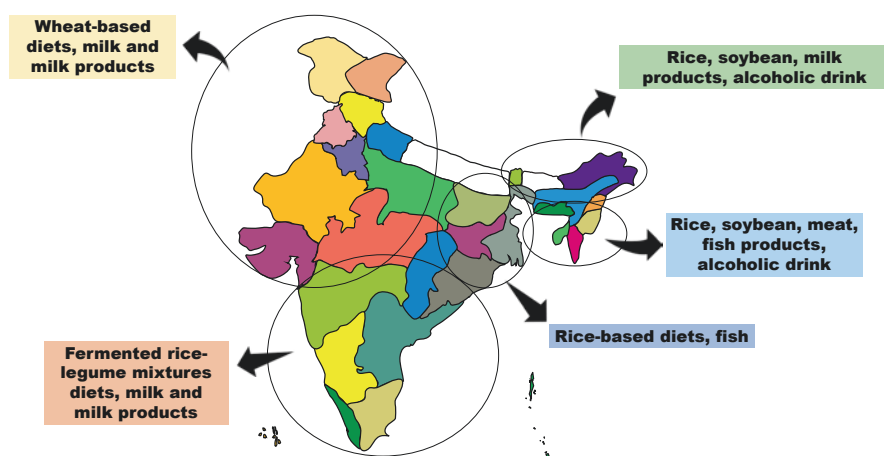 Wheat-based
diets, milk and
milk products
Rice, soybean, milk
products, alcoholic drink
Rice, soybean, meat,
fish products,
alcoholic drink
Rice-based diets, fish
Fermented rice-
legume mixtures
diets, milk and
milk products